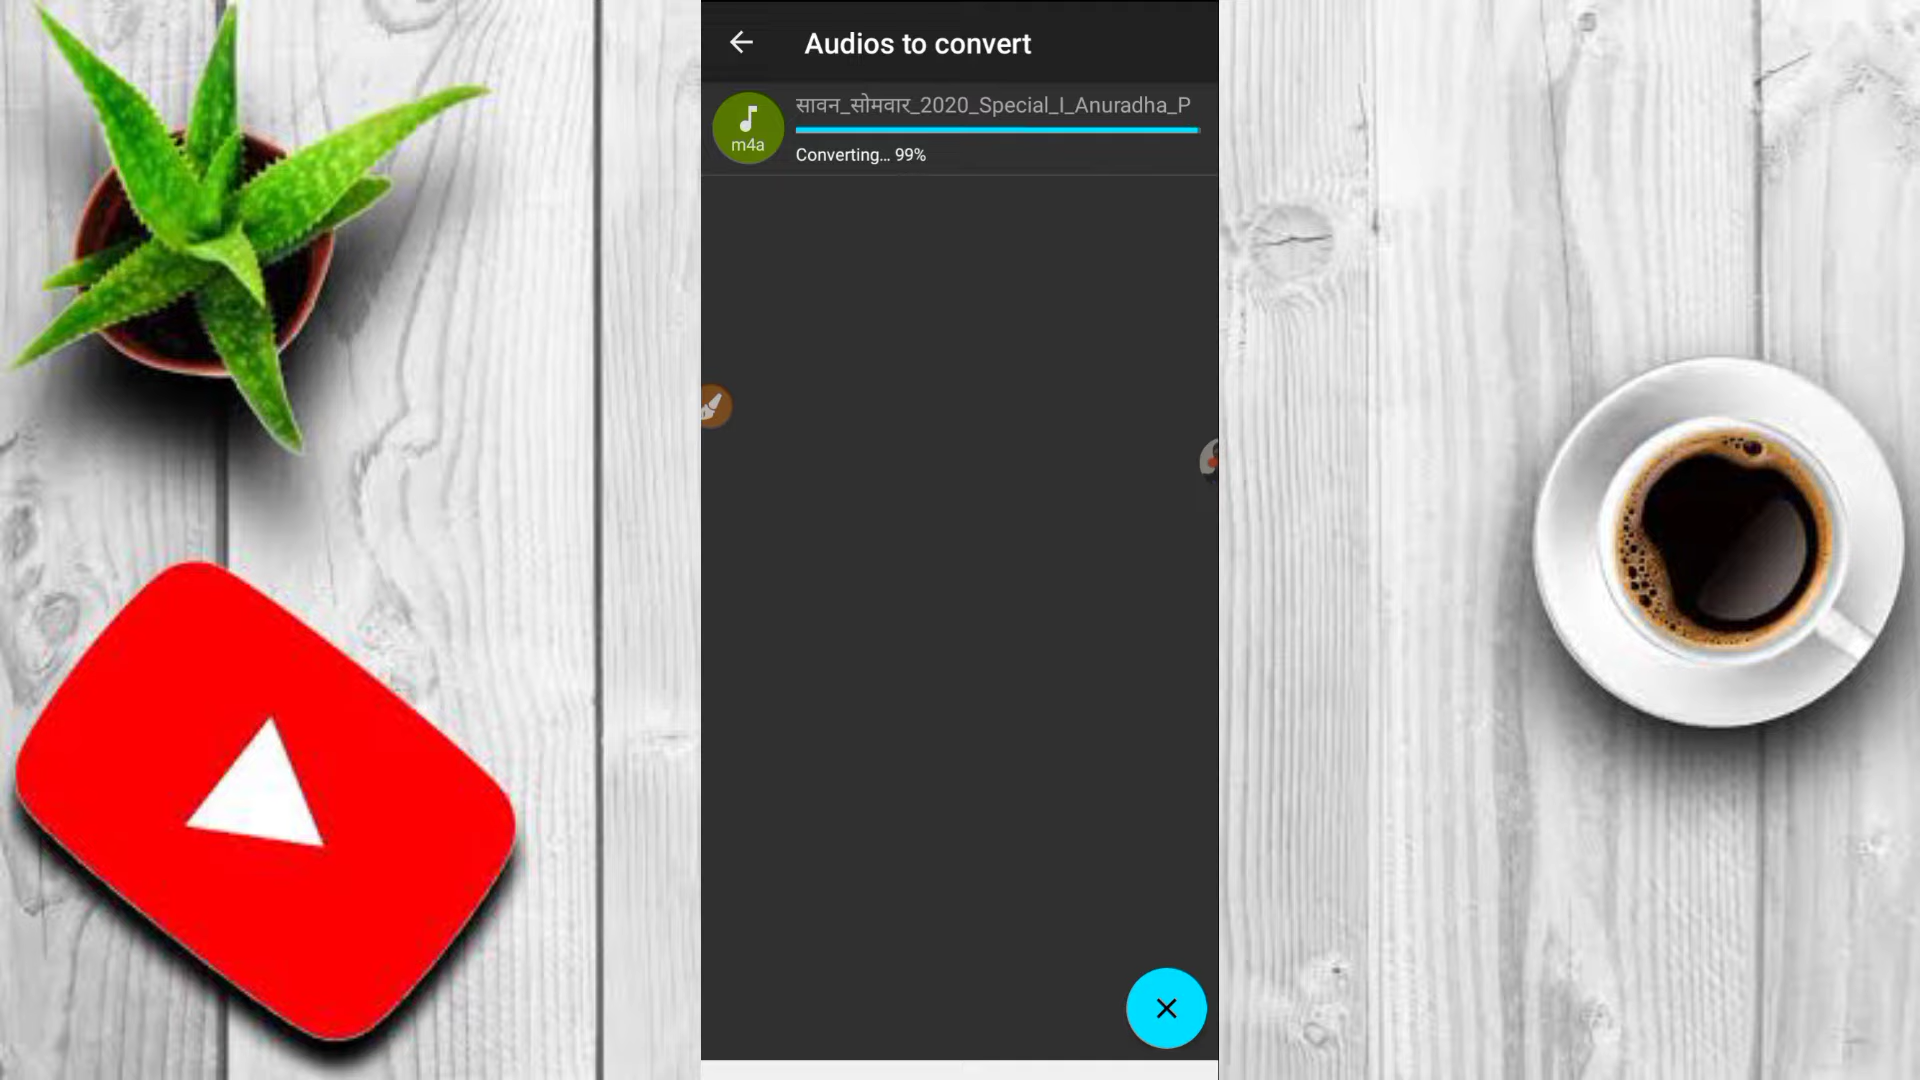 Audios to convert
सावन_सोमवार_2020_Special_I_Anuradha_P
m4a
Converting... 99%